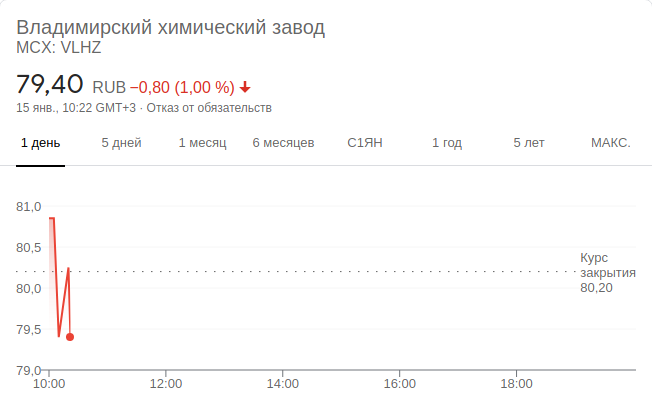 Владимирский химический завод
MCX: VLHZ
79,40 RUB −0,80 (1,00 %)
15 янв., 10:22 GMT+3 · Отказ от обязательств
1 день 5 дней 1 месяц 6 месяцев С1ЯН 1 год 5 лет МАКС.
81,0
80,5
80,0
79,5
79,0
Курс
закрытия
80,20
10:00 12:00 14:00 16:00 18:00